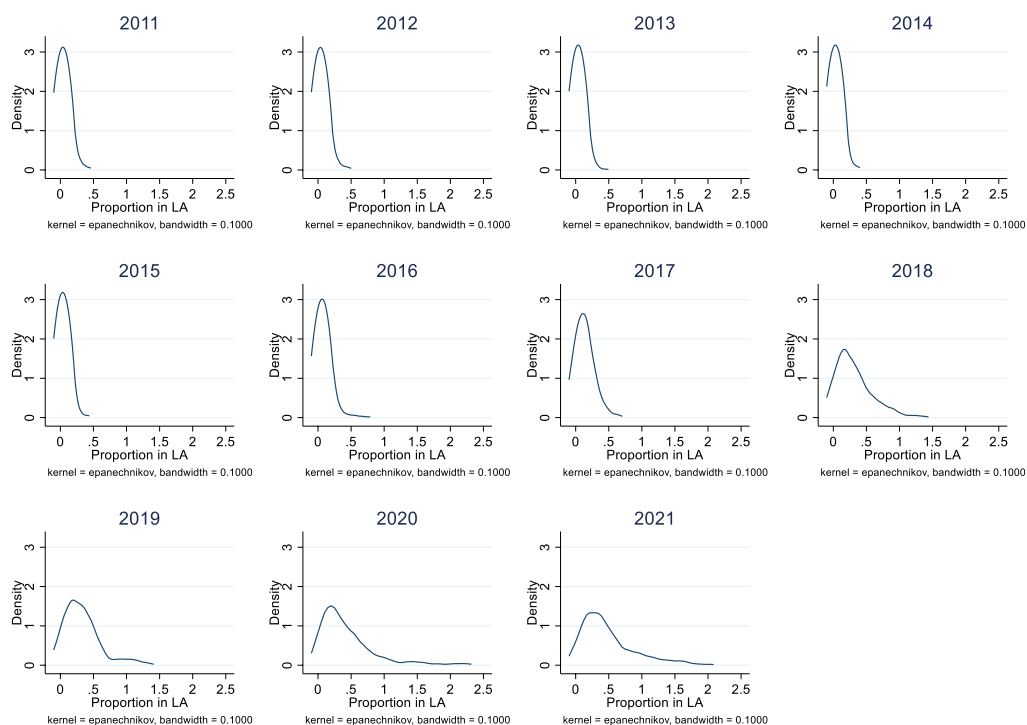 2011 2012 2013 2014
3 3 3 3
2 2 2 2
1 1 1 1
0 0 0 0
Density Density Density Density
0 .5 1 1.5 2 2.5 0 .5 1 1.5 2 2.5 0 .5 1 1.5 2 2.5 0 .5 1 1.5 2 2.5
Proportion in LA Proportion in LA Proportion in LA Proportion in LA
kernel = epanechnikov, bandwidth = 0.1000 kernel = epanechnikov, bandwidth = 0.1000 kernel = epanechnikov, bandwidth = 0.1000 kernel = epanechnikov, bandwidth = 0.1000
2015 2016 2017 2018
3 3 3 3
2 2 2 2
1 1 1 1
0 0 0 0
Density Density Density Density
0 .5 1 1.5 2 2.5 0 .5 1 1.5 2 2.5 0 .5 1 1.5 2 2.5 0 .5 1 1.5 2 2.5
Proportion in LA Proportion in LA Proportion in LA Proportion in LA
kernel = epanechnikov, bandwidth = 0.1000 kernel = epanechnikov, bandwidth = 0.1000 kernel = epanechnikov, bandwidth = 0.1000 kernel = epanechnikov, bandwidth = 0.1000
2019 2020 2021
3 3 3
2 2 2
1 1 1
0 0 0
Density Density Density
0 .5 1 1.5 2 2.5 0 .5 1 1.5 2 2.5 0 .5 1 1.5 2 2.5
Proportion in LA Proportion in LA Proportion in LA
kernel = epanechnikov, bandwidth = 0.1000 kernel = epanechnikov, bandwidth = 0.1000 kernel = epanechnikov, bandwidth = 0.1000